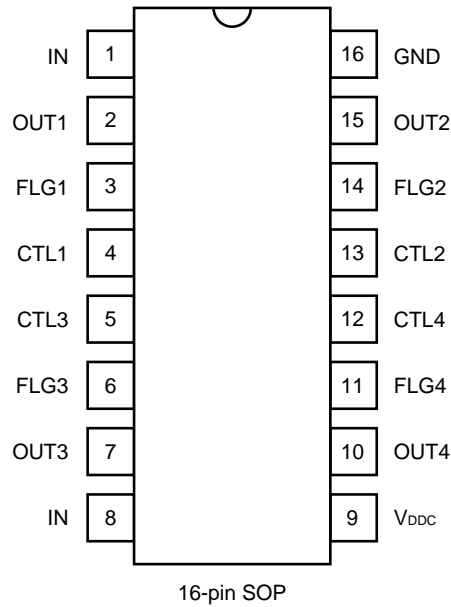 IN 1 16 GND
OUT1 2 15 OUT2
FLG1 3 14 FLG2
CTL1 4 13 CTL2
CTL3 5 12 CTL4
FLG3 6 11 FLG4
OUT3 7 10 OUT4
IN 8 9 VDDC
16-pin SOP